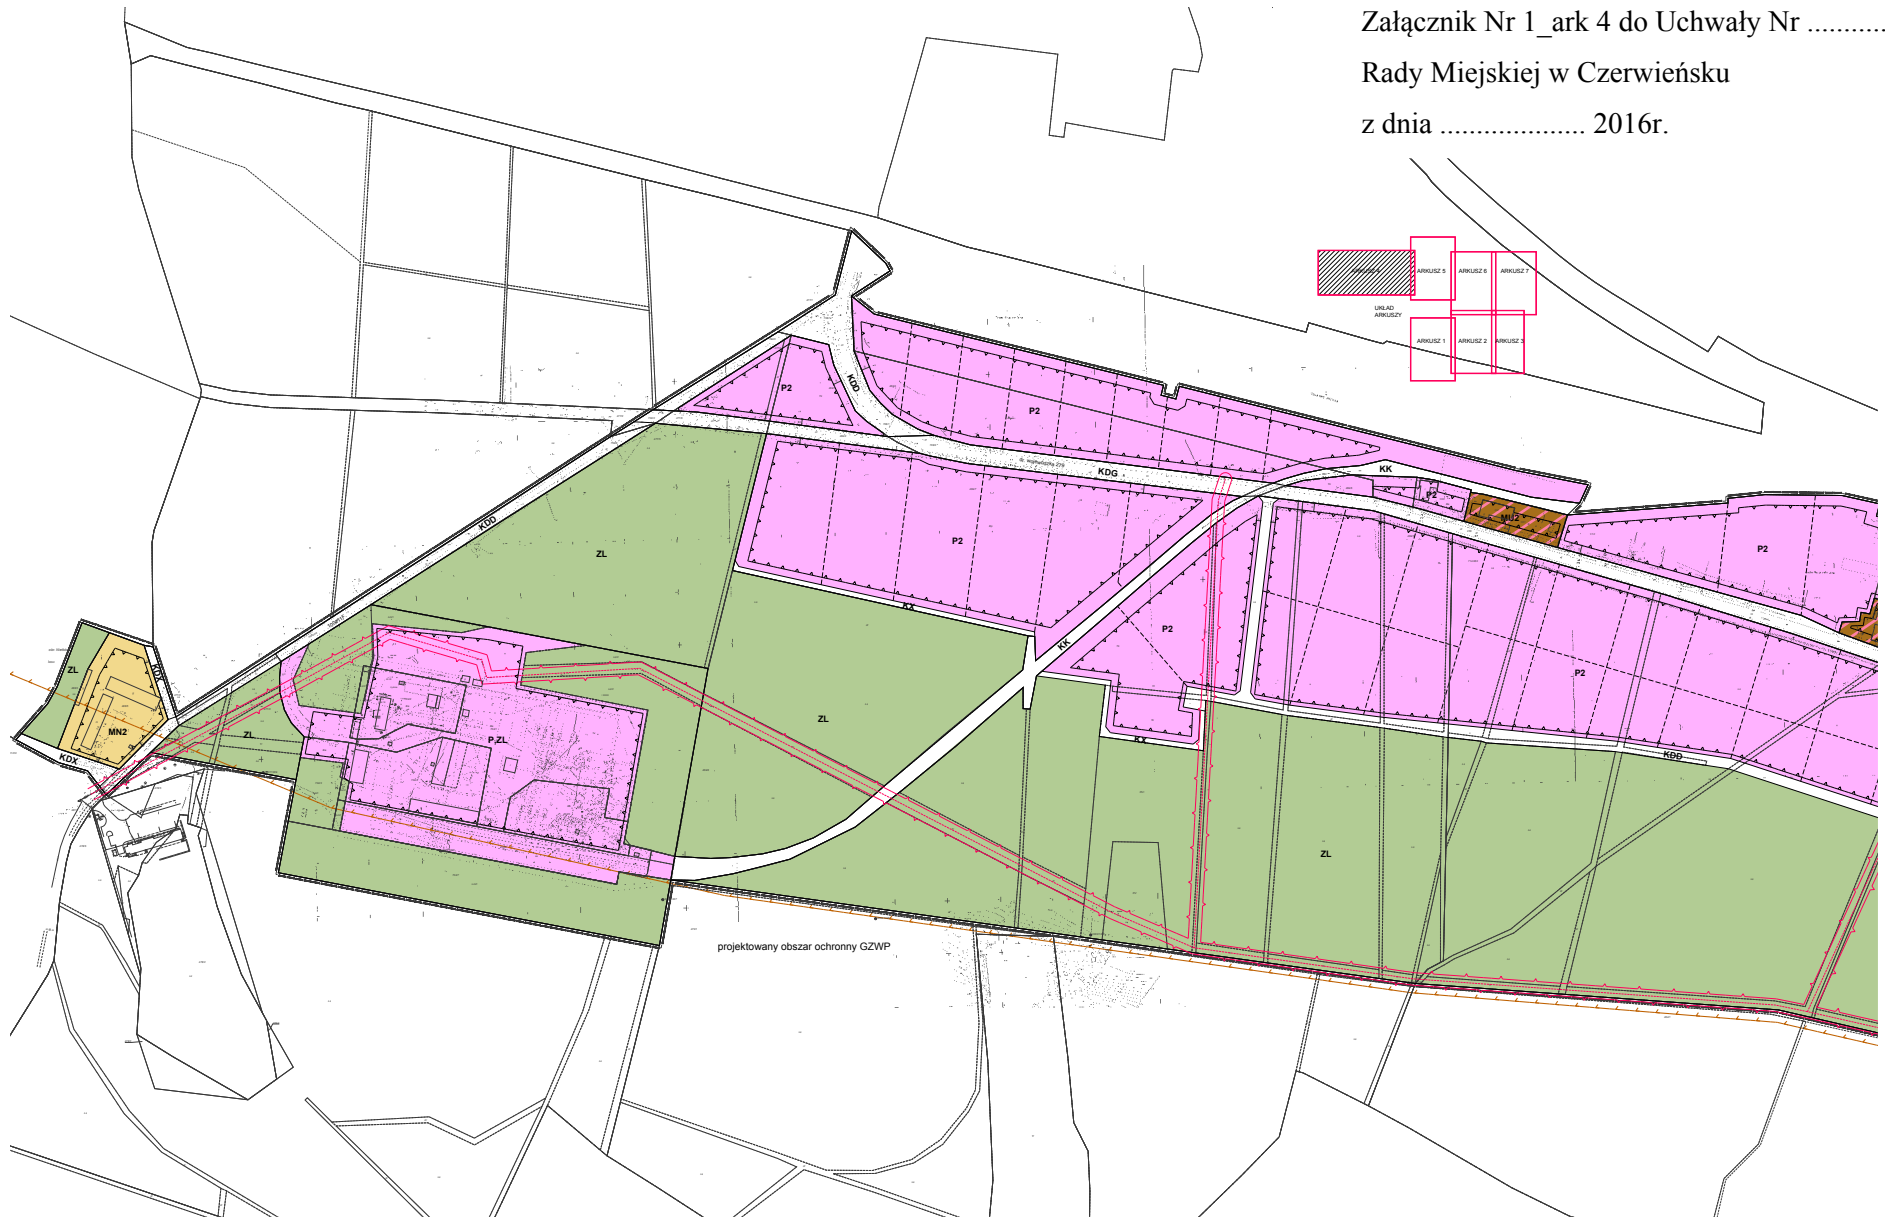 Załącznik Nr 1_ark 4 do Uchwały Nr ...........
Rady Miejskiej w Czerwieńsku
z dnia .................... 2016r.
ARKUSZ 4
ARKUSZ 5
ARKUSZ 6
ARKUSZ 7
UKŁAD
ARKUSZY
ARKUSZ 1
ARKUSZ 2
ARKUSZ 3
P2
KDD
P2
KDG
KK
P2
MU2
KDD
ZL
P2
P2
KX
P2
KK
ZL
KDX
P2
ZL
MN2
ZL
P,ZL
KX
KDX
KDD
ZL
projektowany obszar ochronny GZWP